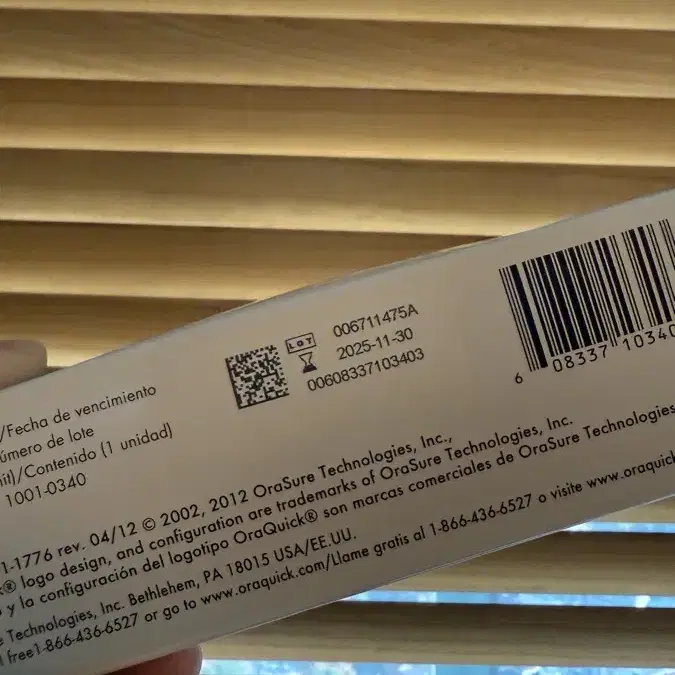 LOT 006711475A
2025-11-30
00608337103403
6 08337 10340
/Fecha de vencimiento
úmero de lote
nit)/Contenido (1 unidad)
1001-0340
1-1776 rev. 04/12 © 2002, 2012 OraSure Technologies, Inc.,
k® logo design, and configuration are trademarks of OraSure Technologies, Inc.
o y la configuración del logotipo OraQuick® son marcas comerciales de OraSure Technologies
e Technologies, Inc. Bethlehem, PA 18015 USA/EE.UU.
l free1-866-436-6527 or go to www.oraquick.com/Llame gratis al 1-866-436-6527 o visite www.oraquick